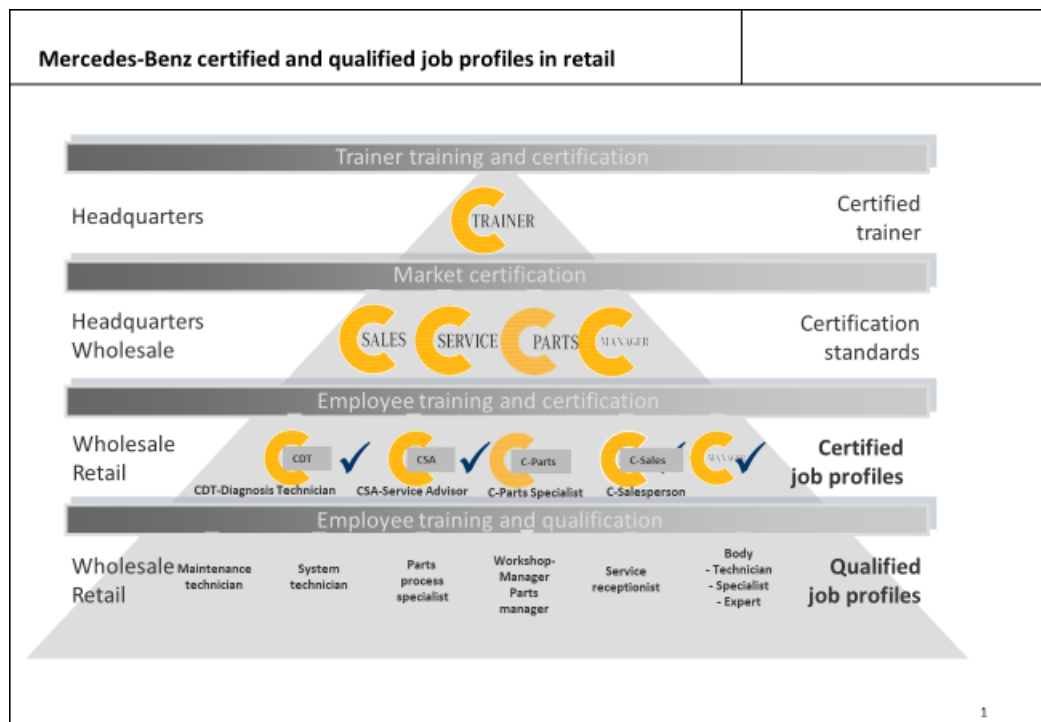 Mercedes-Benz certified and qualified job profiles in retail
Trainer training and certification
Headquarters
TRAINER
Certified
trainer
Market certification
Headquarters
Wholesale
SALES
SERVICE
PARTS
MANAGER
Certification
standards
Employee training and certification
Wholesale
Retail
CDT
CSA
C-Parts
C-Sales
MANAGER
CDT-Diagnosis Technician
CSA-Service Advisor
C-Parts Specialist
C-Salesperson
Certified
job profiles
Employee training and qualification
Wholesale
Retail
Maintenance
technician
System
technician
Parts
process
specialist
Workshop-
Manager
Parts
manager
Service
receptionist
Body
- Technician
- Specialist
- Expert
Qualified
job profiles
1